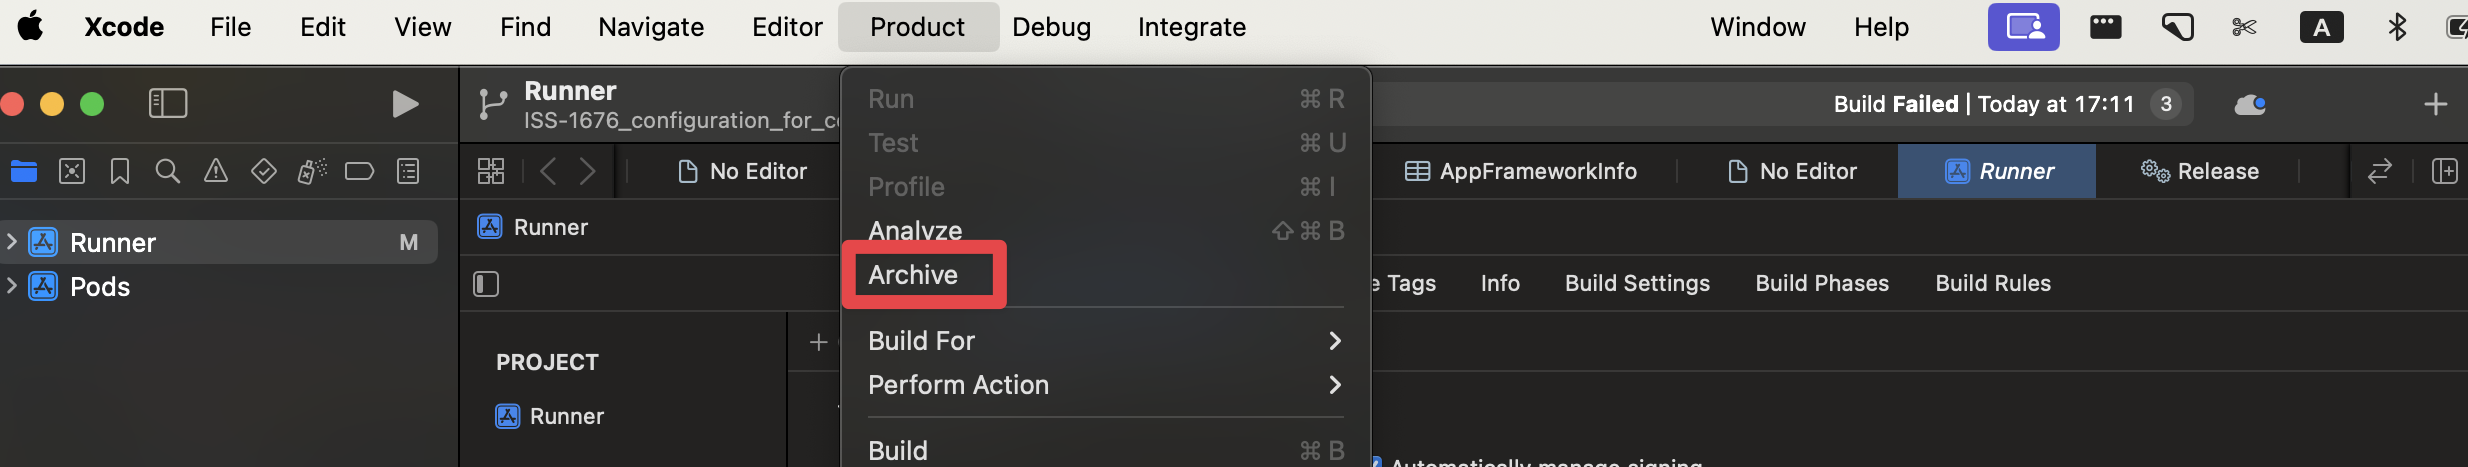 Xcode File Edit View Find Navigate Editor Product Debug Integrate Window Help A
Runner
ISS-1676_configuration_for_c
Build Failed | Today at 17:11 3
No Editor AppFrameworkInfo No Editor Runner Release
Runner M
Pods
Runner
Tags Info Build Settings Build Phases Build Rules
PROJECT
Runner
Run ⌘ R
Test ⌘ U
Profile ⌘ I
Analyze ⇧ ⌘ B
Archive
Build For
Perform Action
Build ⌘ B
Automatically manage signing